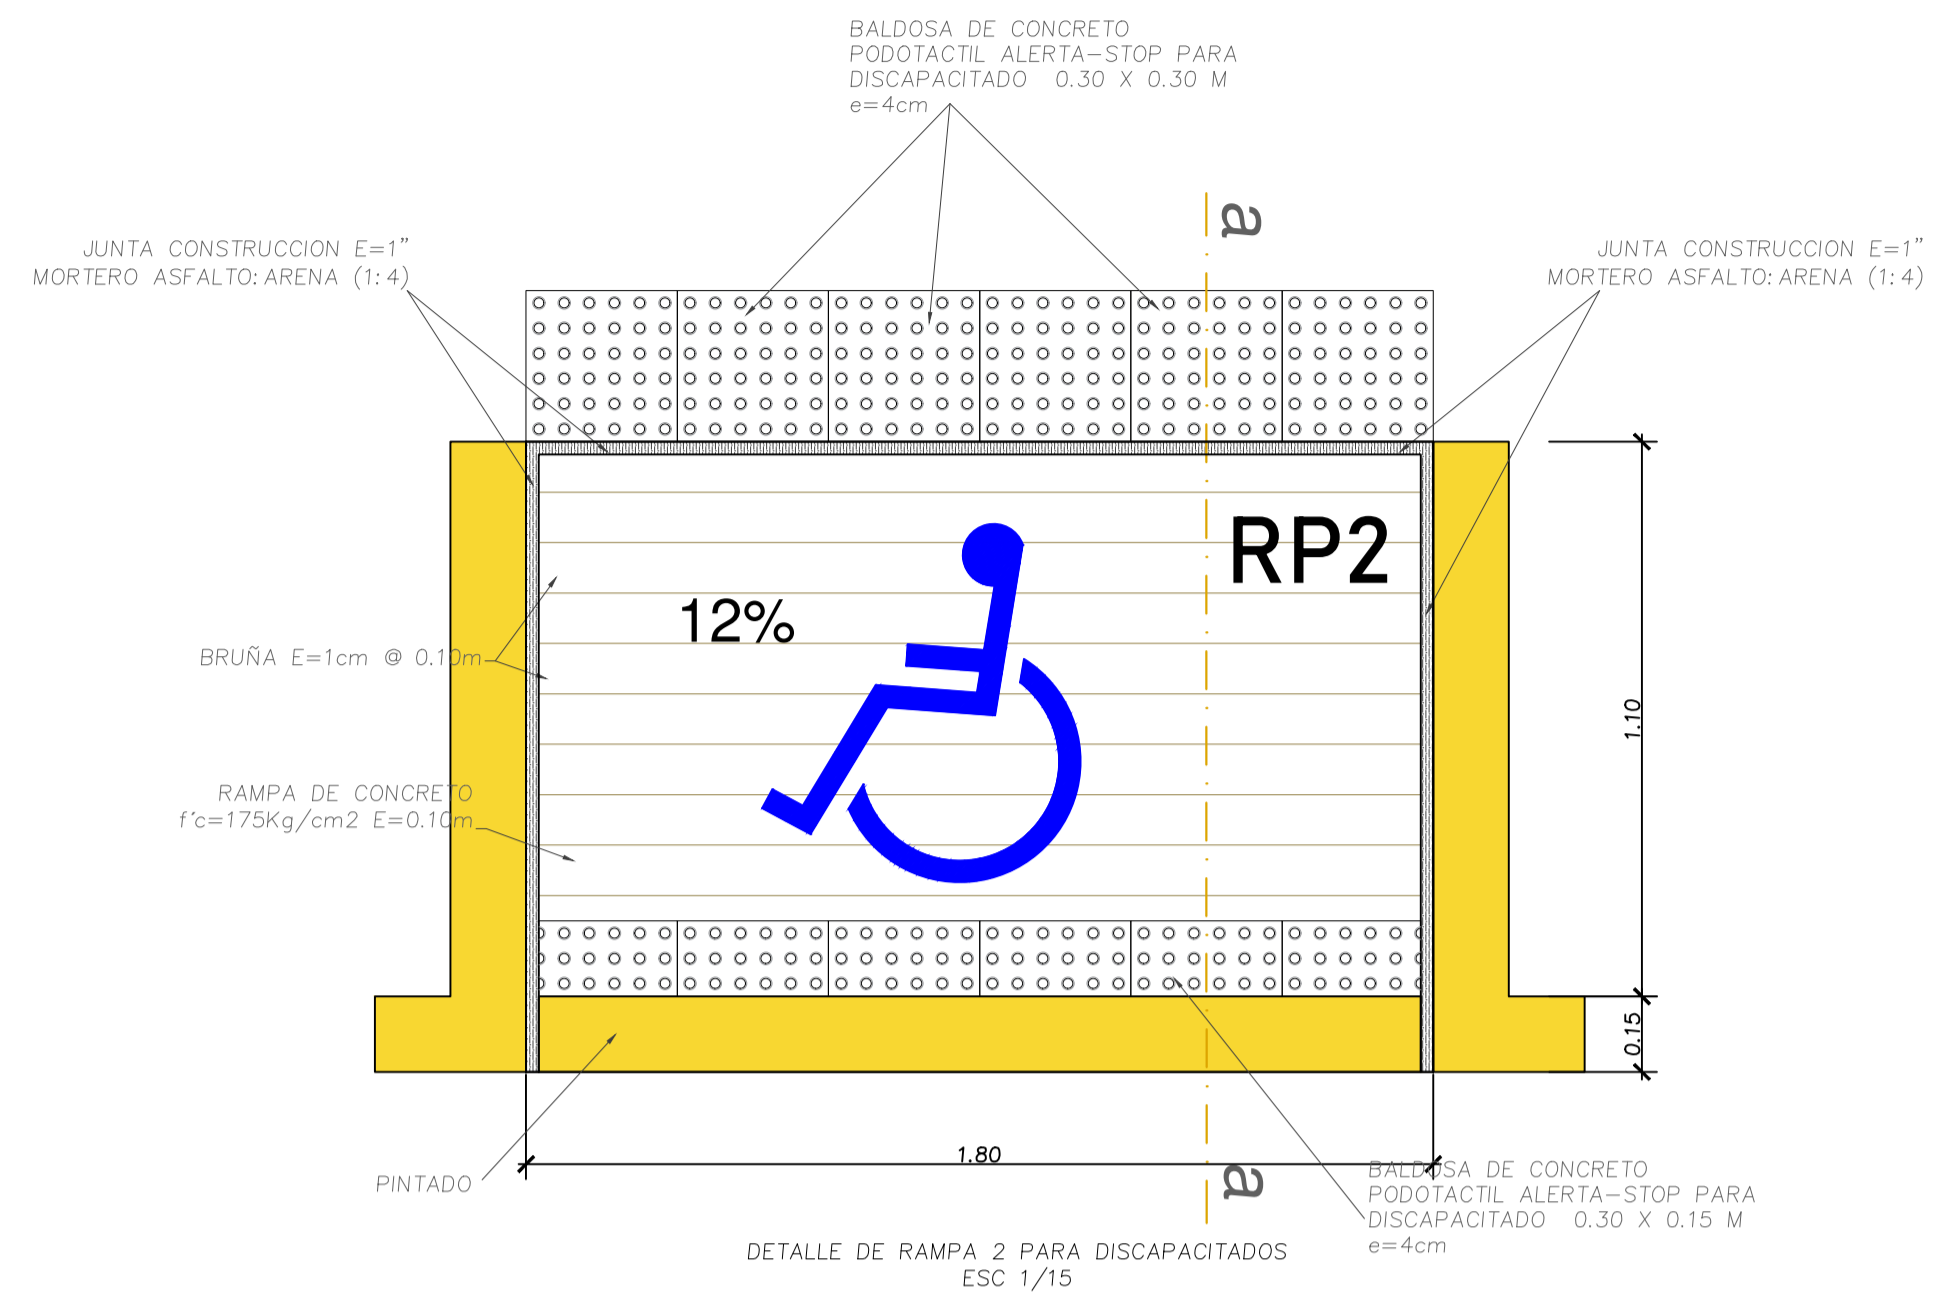 BALDOSA DE CONCRETO
PODOTACTIL ALERTA-STOP PARA
DISCAPACITADO 0.30 X 0.30 M
e=4cm
a
JUNTA CONSTRUCCION E=1”
MORTERO ASFALTO:ARENA (1:4)
JUNTA CONSTRUCCION E=1”
MORTERO ASFALTO:ARENA (1:4)
RP2
12%
BRUÑA E=1cm @ 0.10m
1.10
RAMPA DE CONCRETO
f´c=175Kg/cm2 E=0.10m
0.15
1.80
PINTADO
a
BALDOSA DE CONCRETO
PODOTACTIL ALERTA-STOP PARA
DISCAPACITADO 0.30 X 0.15 M
e=4cm
DETALLE DE RAMPA 2 PARA DISCAPACITADOS
ESC 1/15